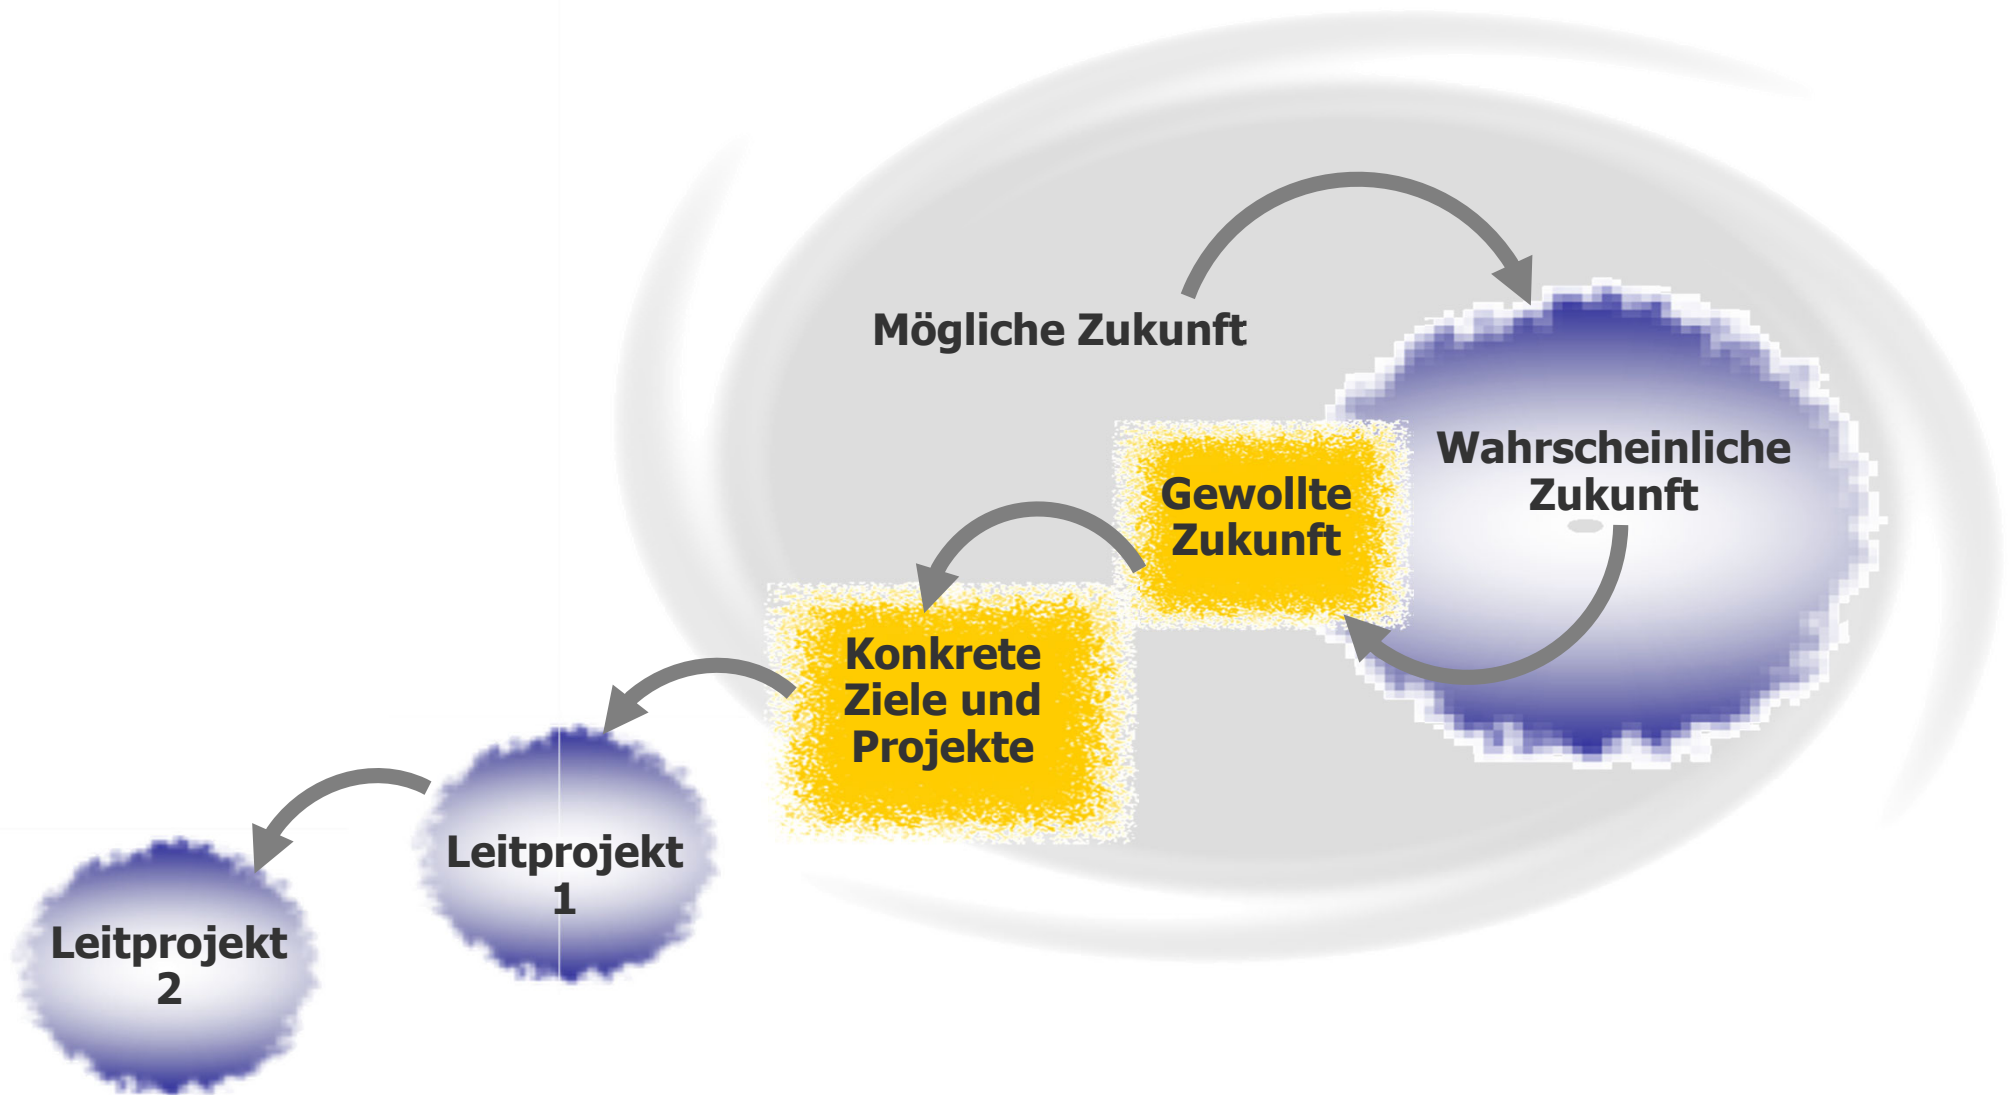 Mögliche Zukunft
Wahrscheinliche
Zukunft
Gewollte
Zukunft
Konkrete
Ziele und
Projekte
Leitprojekt
1
Leitprojekt
2